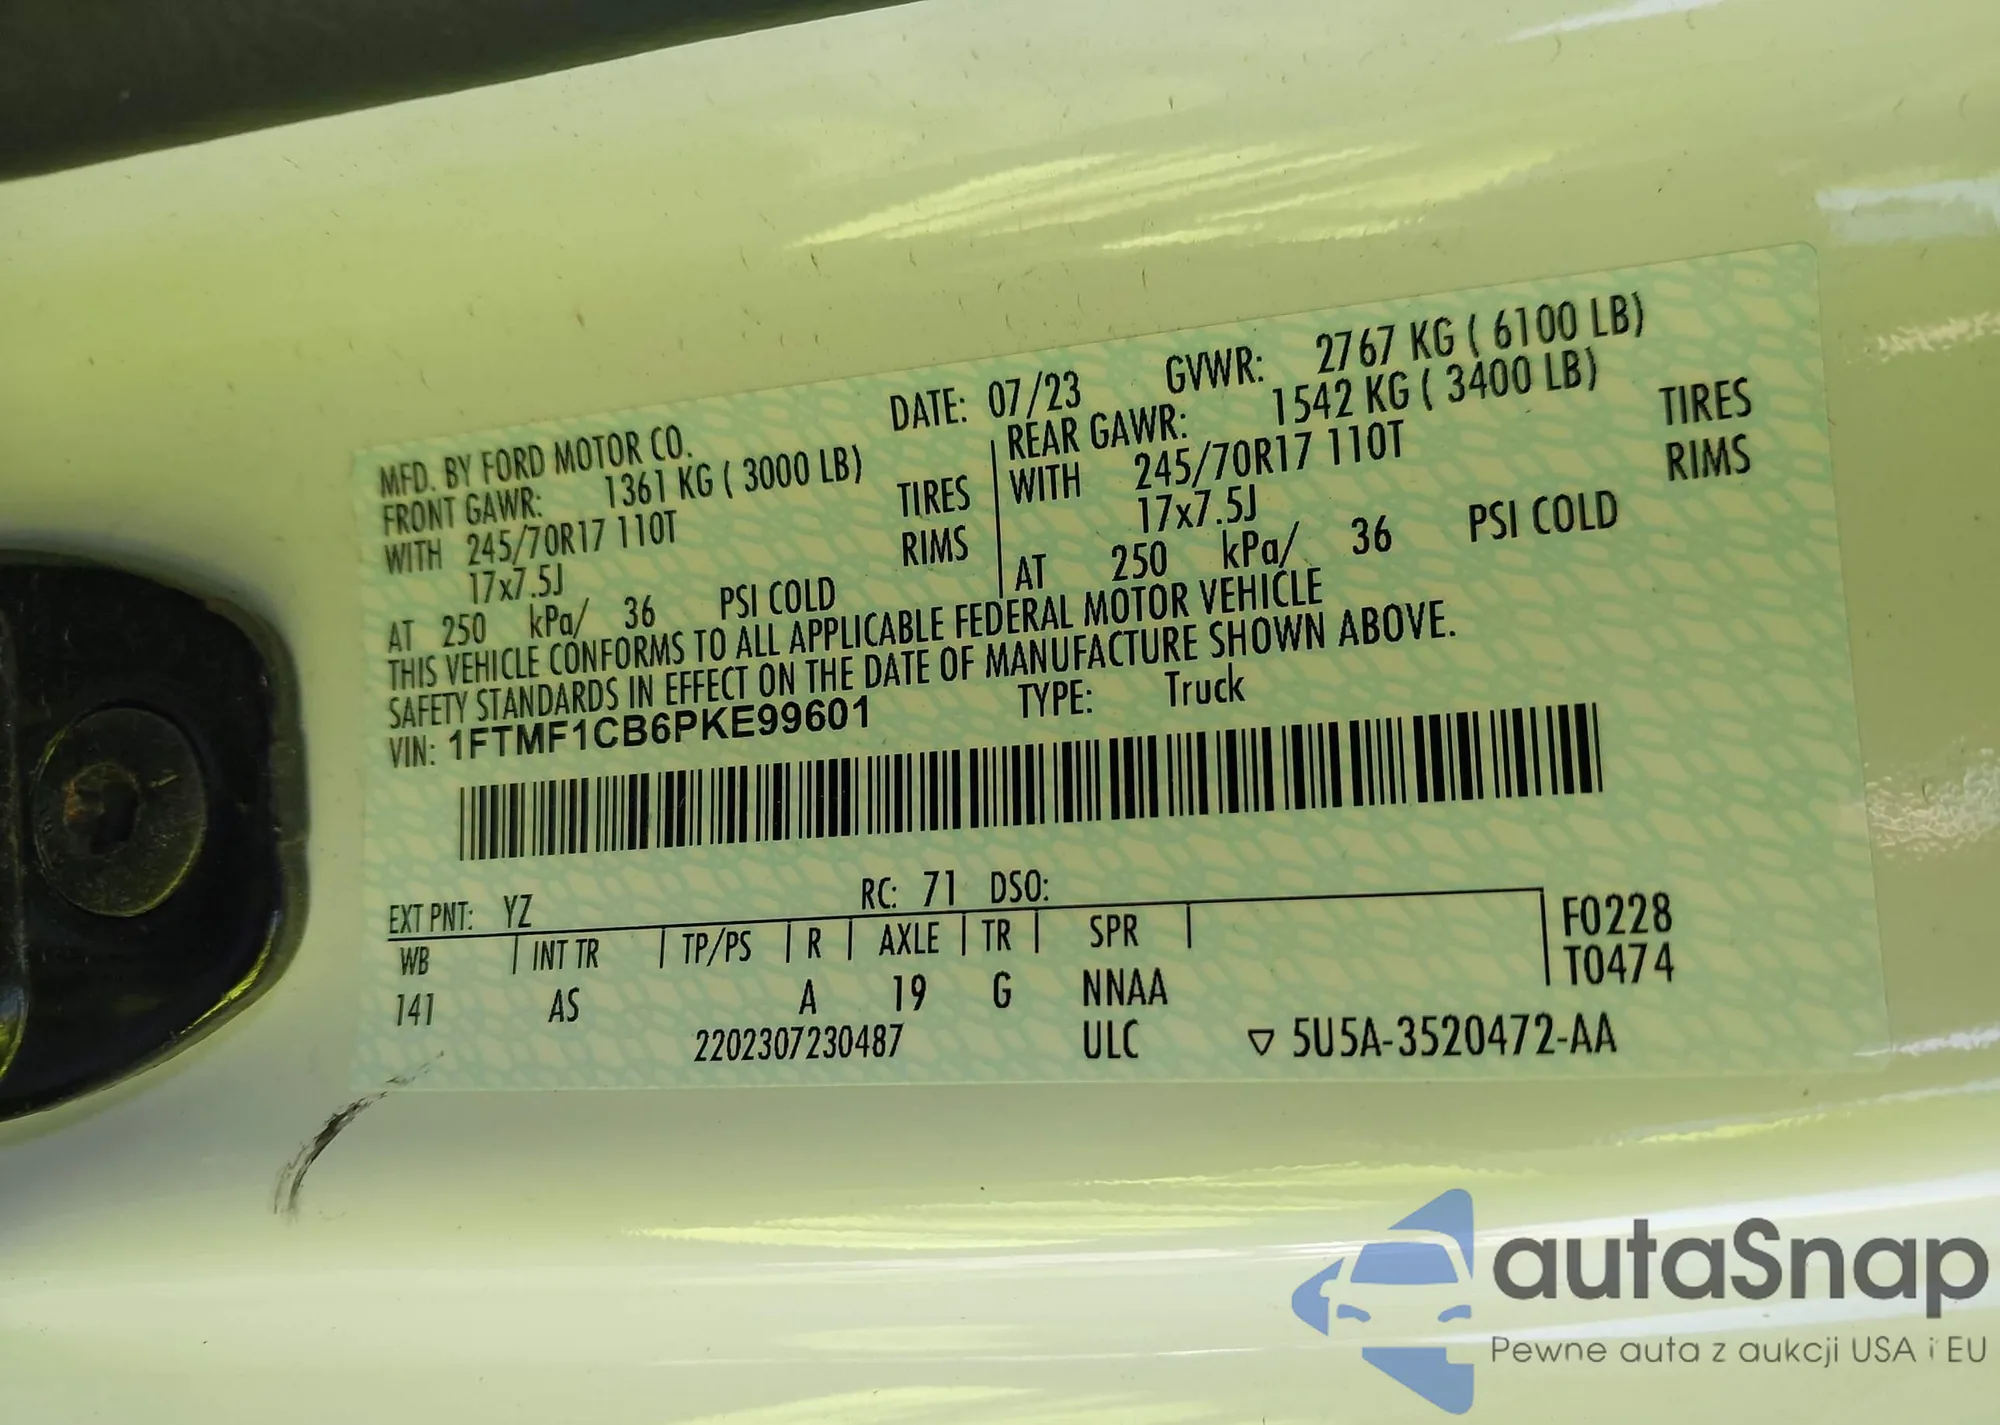 DATE: 07/23 GVWR: 2767 KG ( 6100 LB)
MFD. BY FORD MOTOR CO.
FRONT GAWR: 1361 KG ( 3000 LB)
WITH 245/70R17 110T TIRES
17x7.5J RIMS
AT 250 kPa/ 36 PSI COLD
REAR GAWR: 1542 KG ( 3400 LB)
WITH 245/70R17 110T TIRES
17x7.5J RIMS
AT 250 kPa/ 36 PSI COLD
THIS VEHICLE CONFORMS TO ALL APPLICABLE FEDERAL MOTOR VEHICLE
SAFETY STANDARDS IN EFFECT ON THE DATE OF MANUFACTURE SHOWN ABOVE.
VIN: 1FTMF1CB6PKE99601 TYPE: Truck
EXT PNT: YZ RC: 71 DSO:
WB INT TR TP/PS R AXLE TR SPR F0228
141 AS A 19 G NNAA T0474
2202307230487 ULC ▽ 5U5A-3520472-AA
autaSnap
Pewne auta z aukcji USA i EU